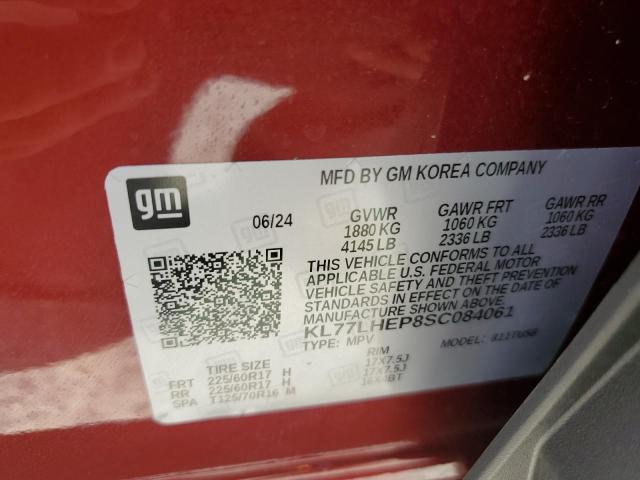 MFD BY GM KOREA COMPANY
gm
06/24
GVWR GAWR FRT GAWR RR
1880 KG 1060 KG 1060 KG
4145 LB 2336 LB 2336 LB
THIS VEHICLE CONFORMS TO ALL
APPLICABLE U.S. FEDERAL MOTOR
VEHICLE SAFETY AND THEFT PREVENTION
STANDARDS IN EFFECT ON THE DATE OF
MANUFACTURE SHOWN ABOVE.
KL77LHEP8SC084061
TYPE: MPV MODEL: 811TUSB
TIRE SIZE RIM
FRT 225/60R17 H 17X7.5J
RR 225/60R17 H 17X7.5J
SPA T125/70R16 M 16X4BT